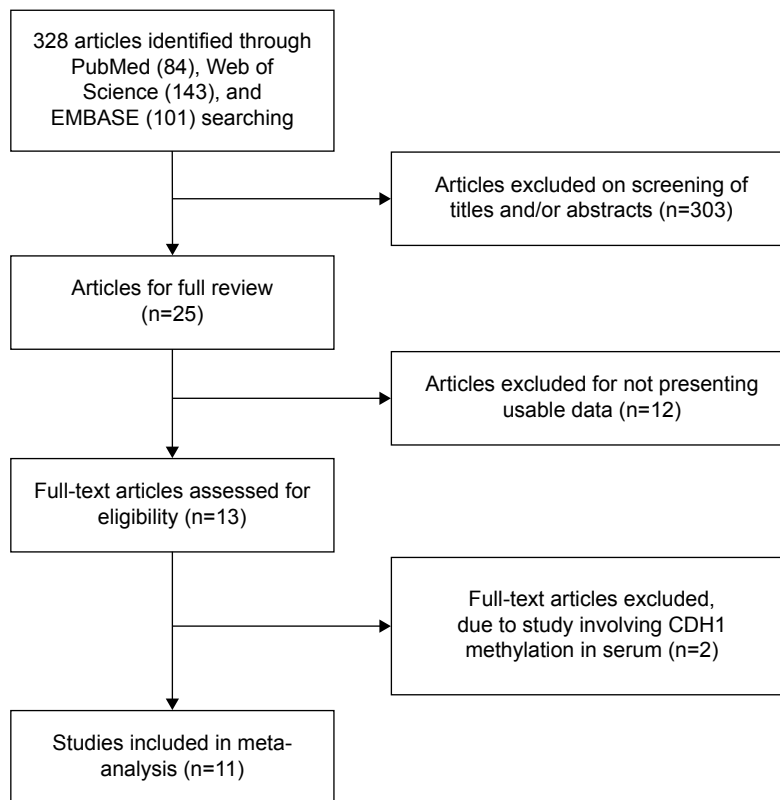 328 articles identified through
PubMed (84), Web of
Science (143), and
EMBASE (101) searching
Articles excluded on screening of
titles and/or abstracts (n=303)
Articles for full review
(n=25)
Articles excluded for not presenting
usable data (n=12)
Full-text articles assessed for
eligibility (n=13)
Full-text articles excluded,
due to study involving CDH1
methylation in serum (n=2)
Studies included in meta-
analysis (n=11)